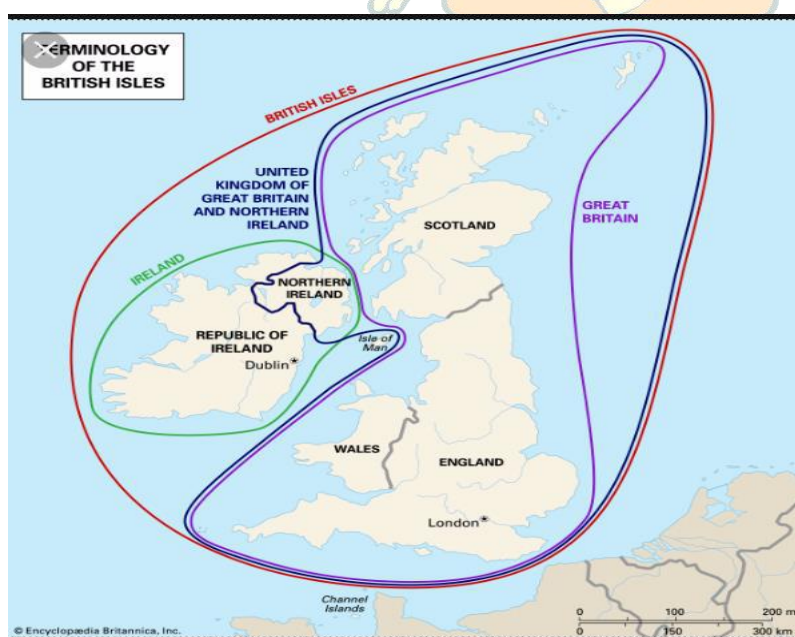 TERMINOLOGY
OF THE
BRITISH ISLES
BRITISH ISLES
UNITED
KINGDOM OF
GREAT BRITAIN
AND NORTHERN
IRELAND
GREAT
BRITAIN
SCOTLAND
IRELAND
NORTHERN
IRELAND
REPUBLIC OF
IRELAND
Dublin*
Isle of
Man
WALES
ENGLAND
London*
Channel
Islands
0 100 200 m
0 150 300 km
© Encyclopædia Britannica, Inc.